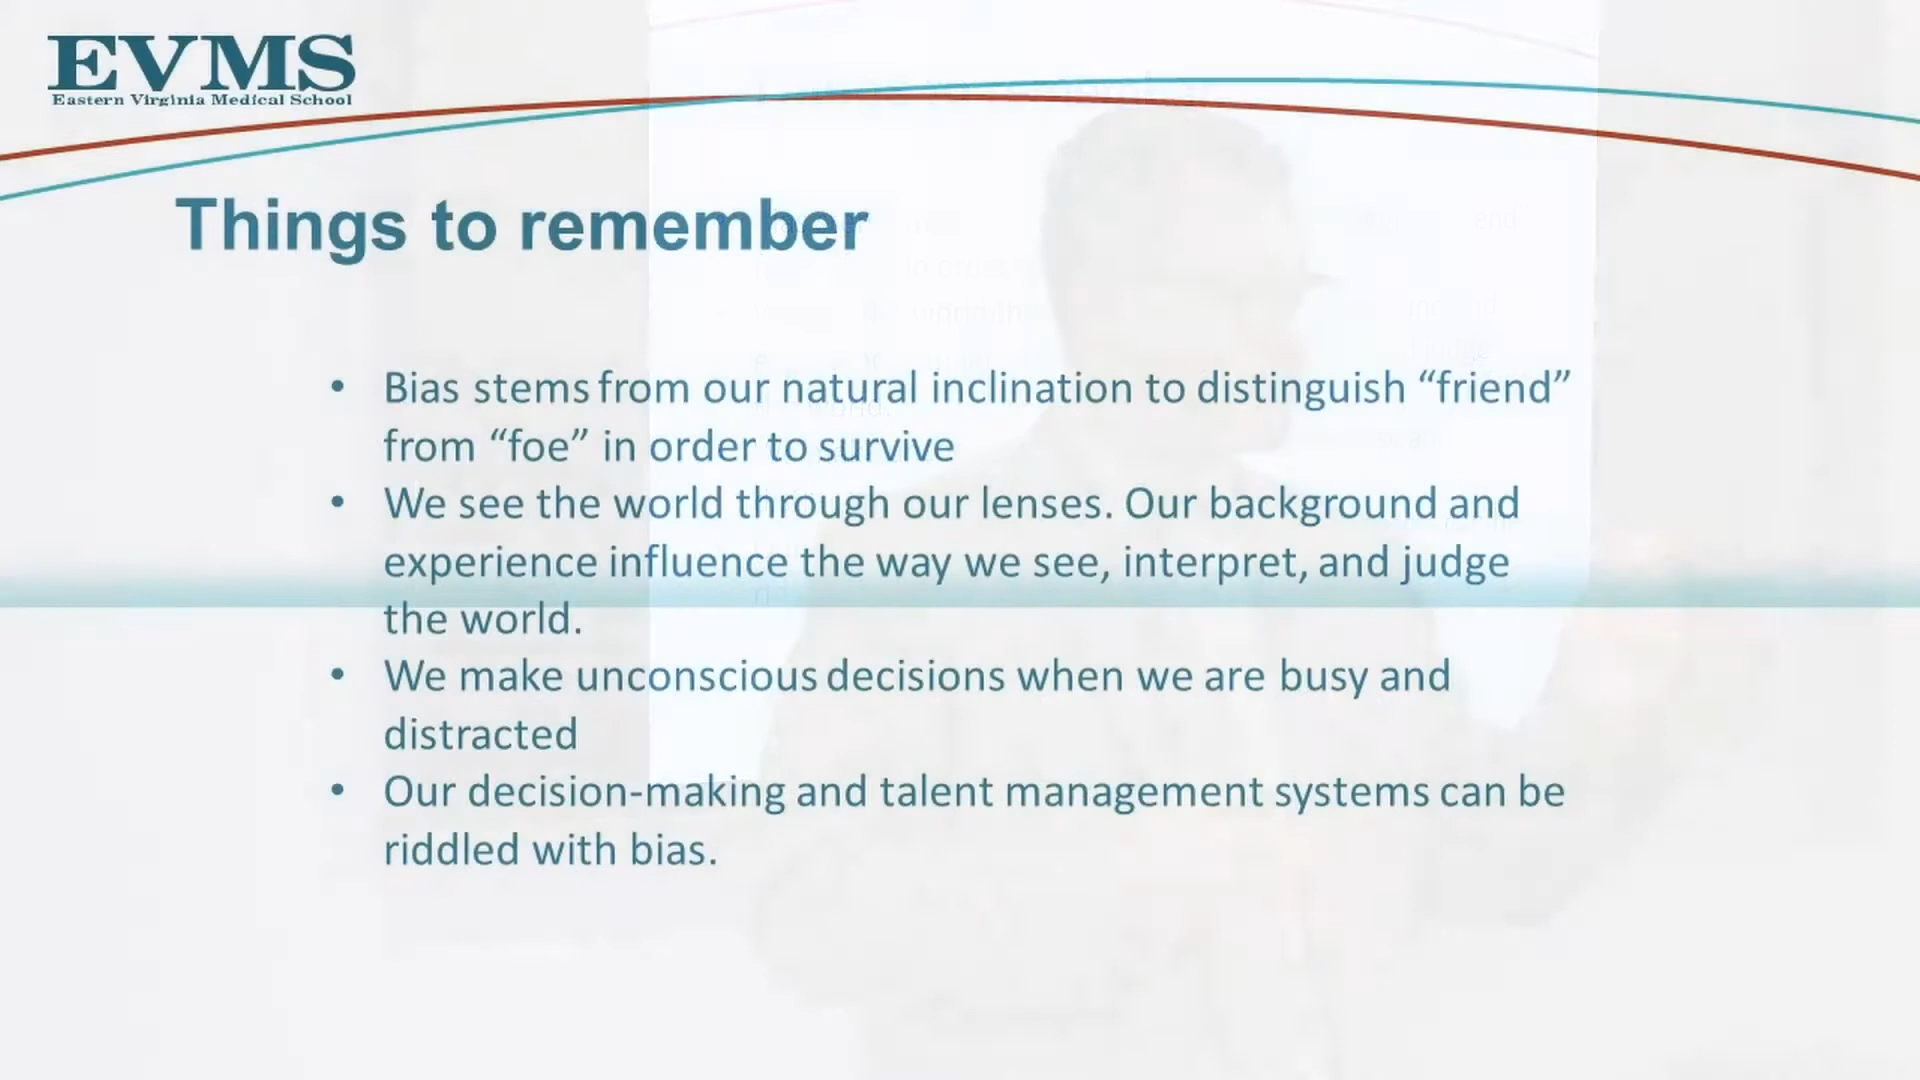 EVMS
Eastern Virginia Medical School
Things to remember
• Bias stems from our natural inclination to distinguish “friend”
from “foe” in order to survive
• We see the world through our lenses. Our background and
experience influence the way we see, interpret, and judge
the world.
• We make unconscious decisions when we are busy and
distracted
• Our decision-making and talent management systems can be
riddled with bias.